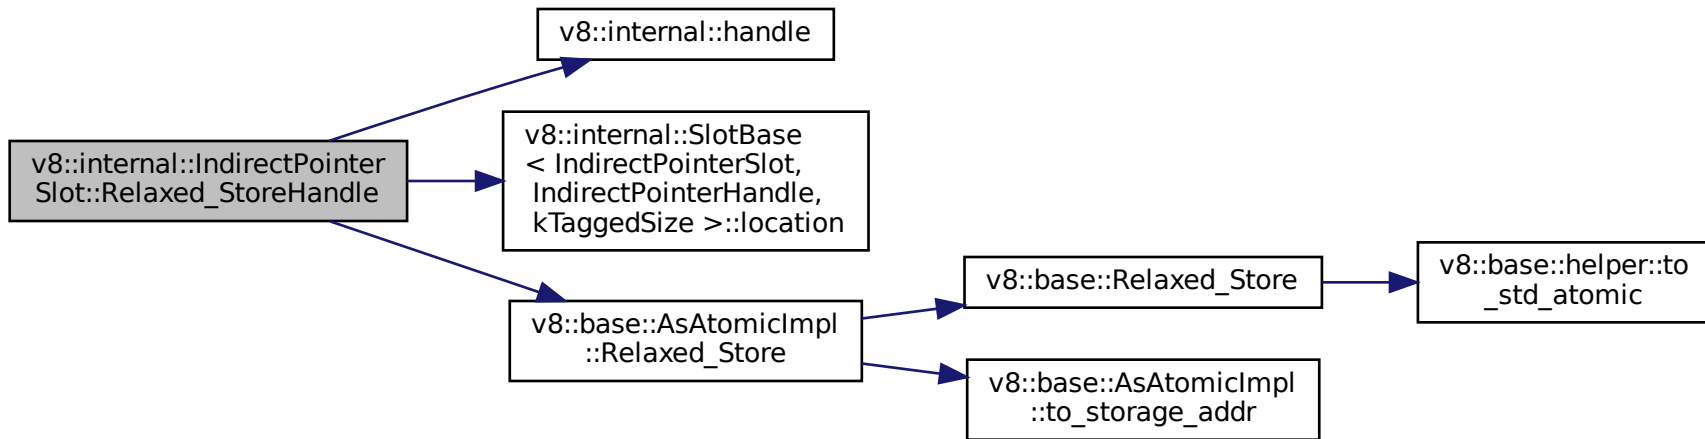 v8::internal::handle
v8::internal::IndirectPointer
Slot::Relaxed_StoreHandle
v8::internal::SlotBase
< IndirectPointerSlot,
IndirectPointerHandle,
kTaggedSize >::location
v8::base::AsAtomicImpl
::Relaxed_Store
v8::base::Relaxed_Store
v8::base::AsAtomicImpl
::to_storage_addr
v8::base::helper::to
_std_atomic